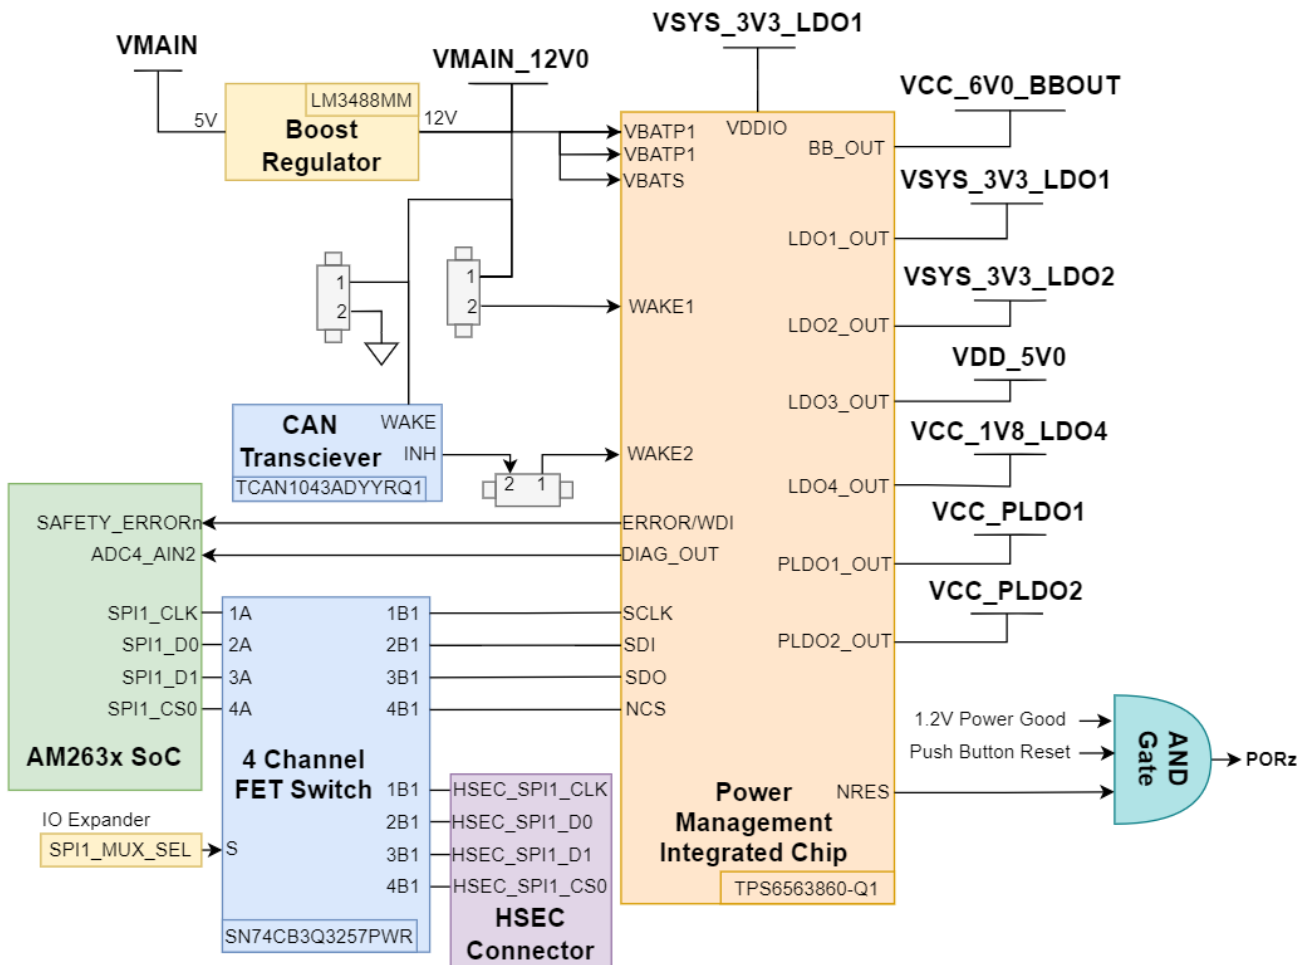 VMAIN
5V
LM3488MM
Boost
Regulator
12V
VMAIN_12V0
VSYS_3V3_LDO1
VDDIO
VBATP1
VBATP1
VBATS
BB_OUT
VCC_6V0_BBOUT
VSYS_3V3_LDO1
LDO1_OUT
VSYS_3V3_LDO2
LDO2_OUT
VDD_5V0
LDO3_OUT
VCC_1V8_LDO4
LDO4_OUT
VCC_PLDO1
PLDO1_OUT
VCC_PLDO2
PLDO2_OUT
1
2
1
2
WAKE1
CAN
Transciever
WAKE
INH
TCAN1043ADYYRQ1
2
1
WAKE2
SAFETY_ERRORn
ERROR/WDI
ADC4_AIN2
DIAG_OUT
SPI1_CLK
1A
1B1
SCLK
SPI1_D0
2A
2B1
SDI
SPI1_D1
3A
3B1
SDO
SPI1_CS0
4A
4B1
NCS
AM263x SoC
4 Channel
FET Switch
1B1
HSEC_SPI1_CLK
2B1
HSEC_SPI1_D0
3B1
HSEC_SPI1_D1
4B1
HSEC_SPI1_CS0
HSEC
Connector
IO Expander
SPI1_MUX_SEL
S
SN74CB3Q3257PWR
Power
Management
Integrated Chip
TPS6563860-Q1
NRES
1.2V Power Good
Push Button Reset
AND
Gate
PORz